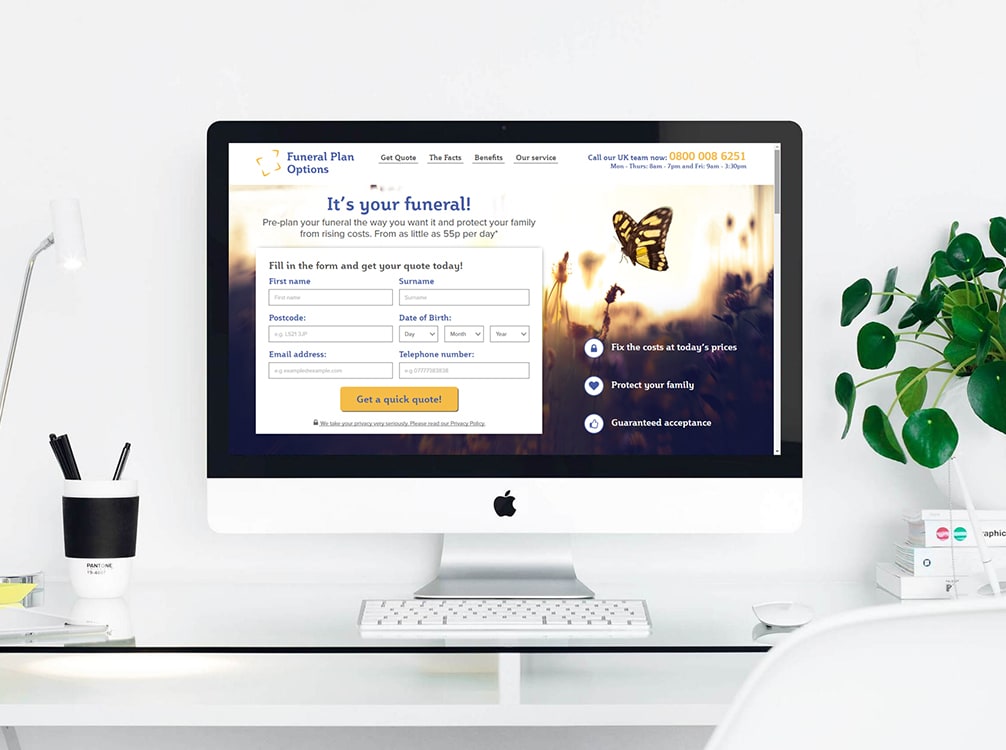 Funeral Plan
Options
Get Quote The Facts Benefits Our service
Call our UK team now: 0800 008 6251
Mon - Thurs: 8am - 7pm and Fri: 9am - 3:30pm
It's your funeral!
Pre-plan your funeral the way you want it and protect your family
from rising costs. From as little as 55p per day*
Fill in the form and get your quote today!
First name Surname
First name Surname
Postcode: Date of Birth:
e.g. LS21 3JP Day Month Year
Email address: Telephone number:
e.g example@example.com e.g 07777363638
Get a quick quote!
We take your privacy very seriously. Please read our Privacy Policy.
Fix the costs at today's prices
Protect your family
Guaranteed acceptance
PANTONE
raphic